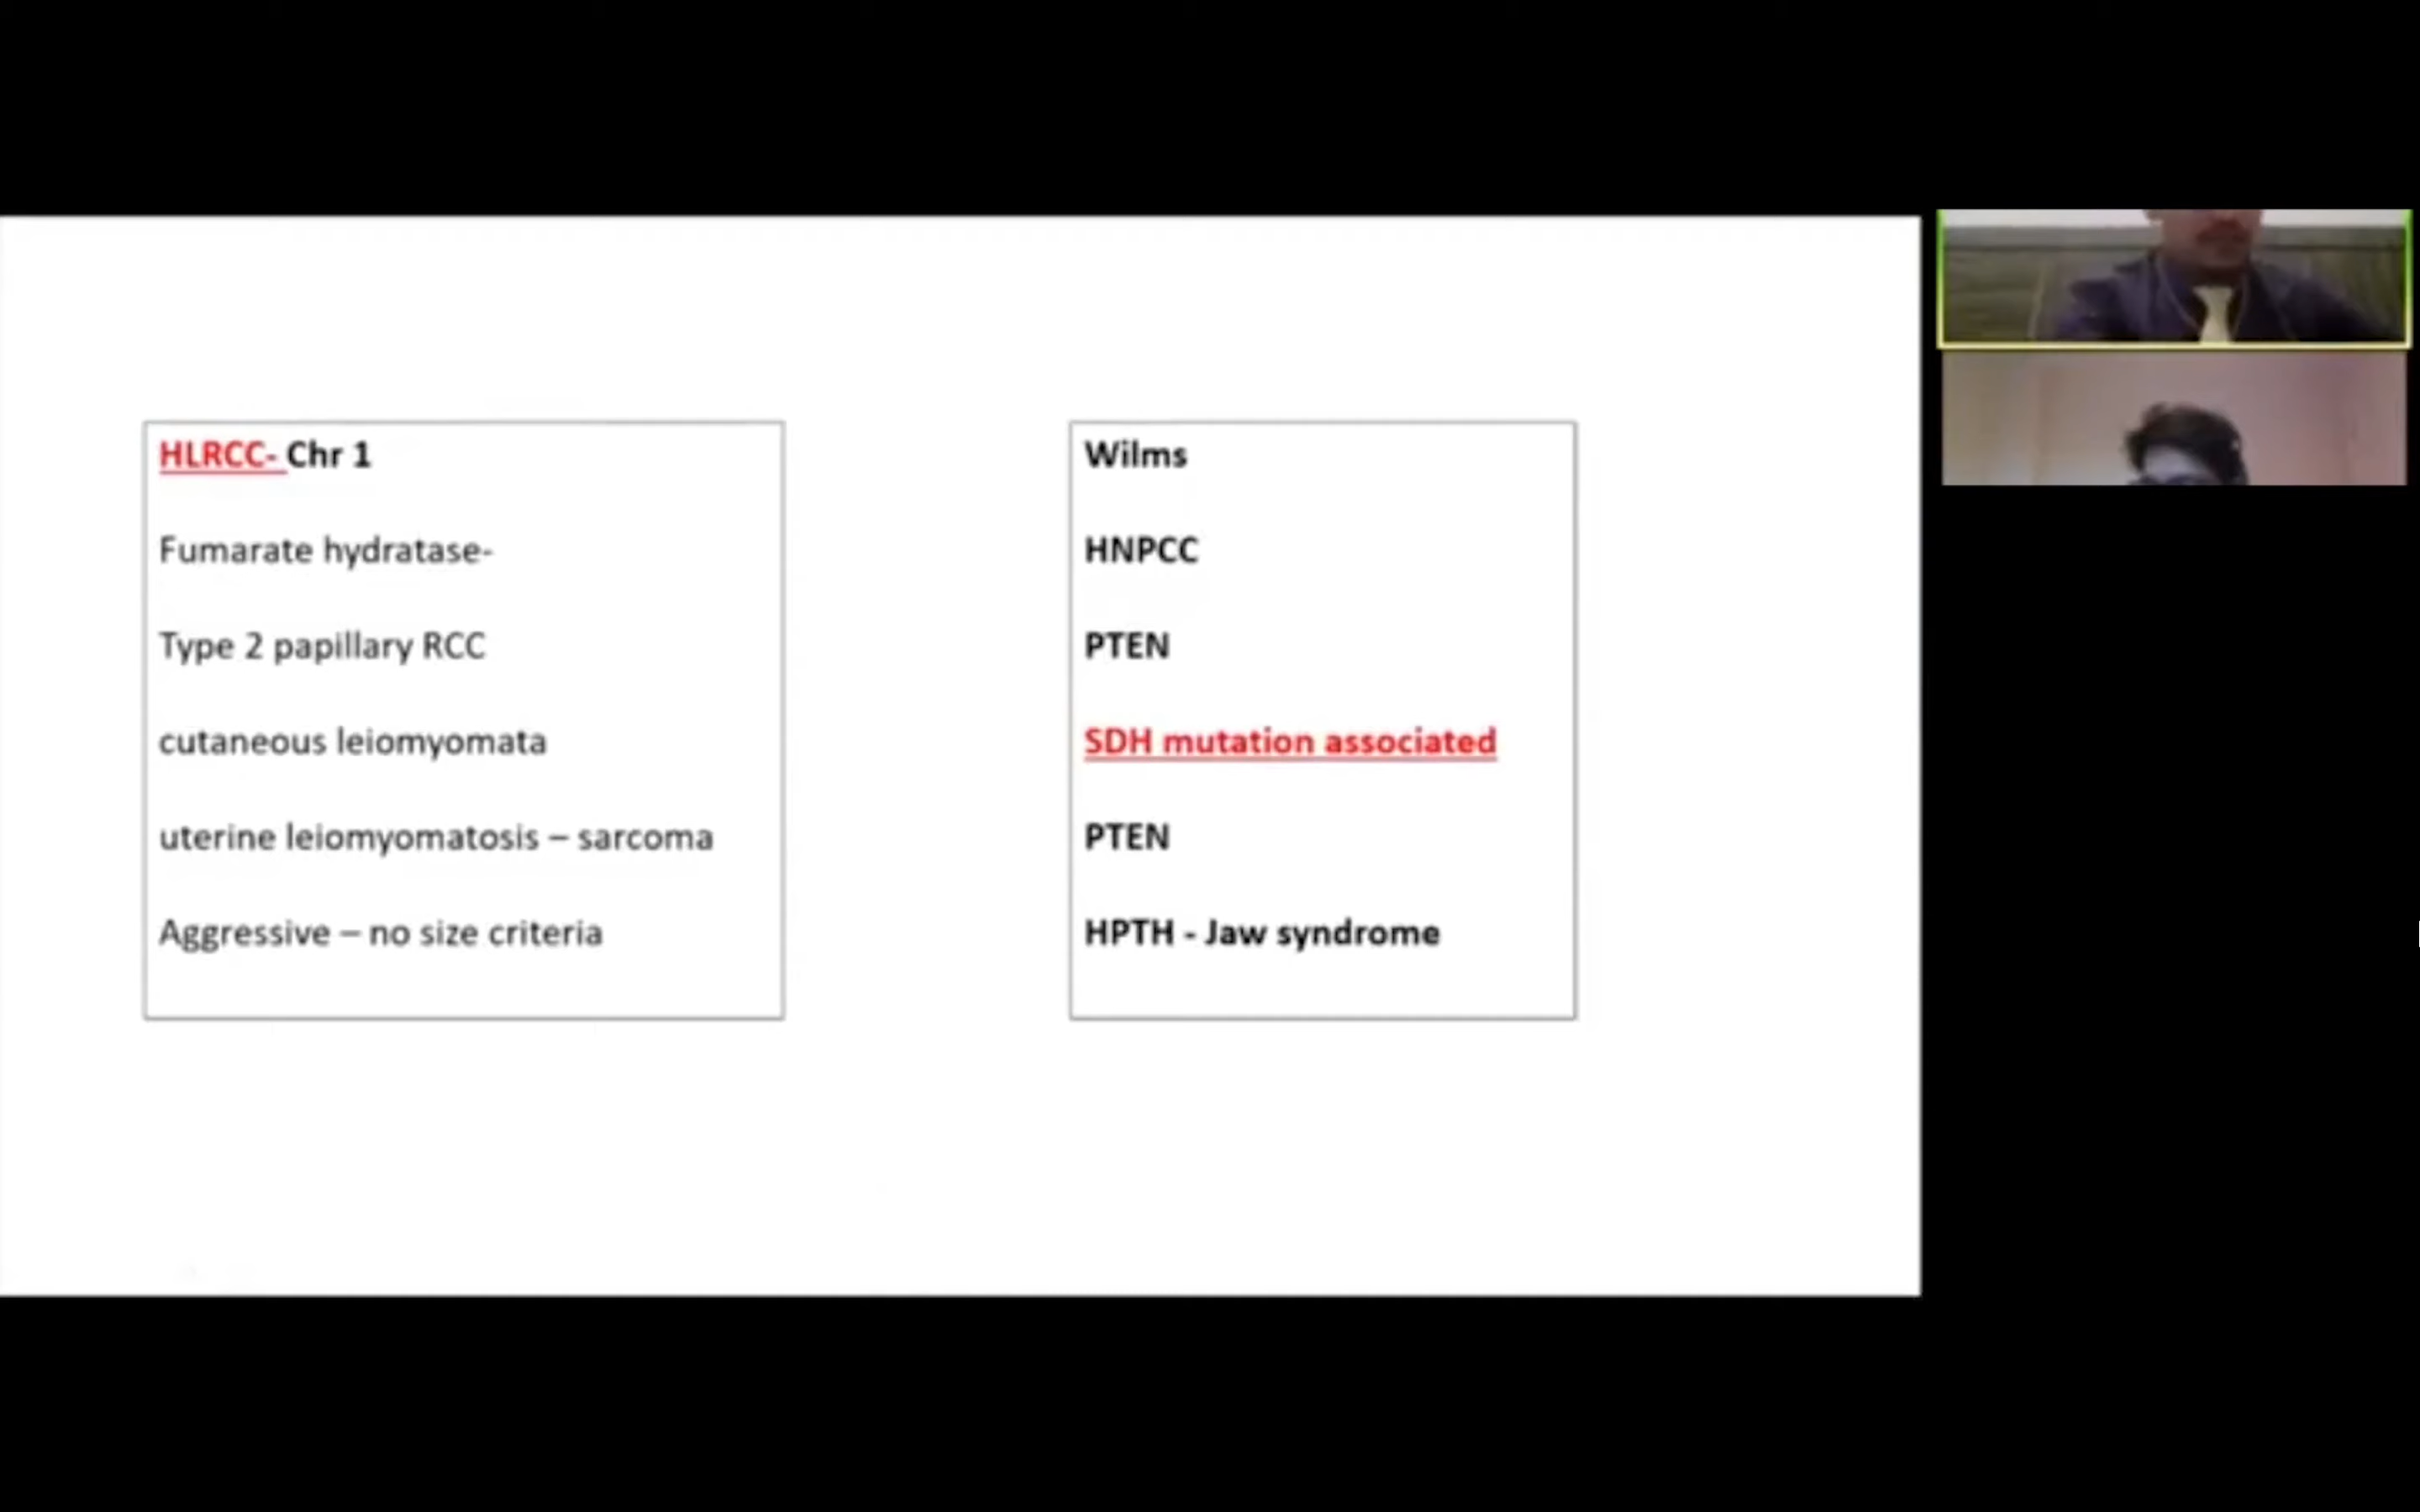 HLRCC- Chr 1
Fumarate hydratase-
Type 2 papillary RCC
cutaneous leiomyomata
uterine leiomyomatosis – sarcoma
Aggressive – no size criteria
Wilms
HNPCC
PTEN
SDH mutation associated
PTEN
HPTH - Jaw syndrome